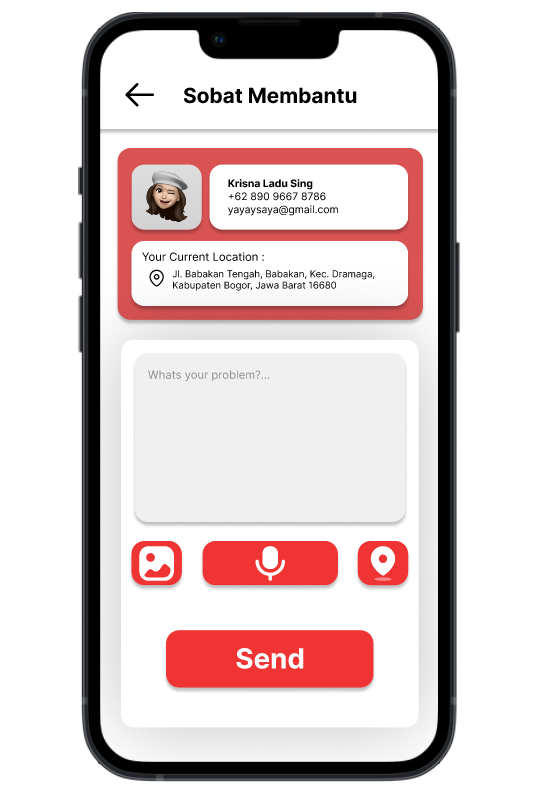 Sobat Membantu
Krisna Ladu Sing
+62 890 9667 8786
yayaysaya@gmail.com
Your Current Location :
Jl. Babakan Tengah, Babakan, Kec. Dramaga,
Kabupaten Bogor, Jawa Barat 16680
Whats your problem?...
Send